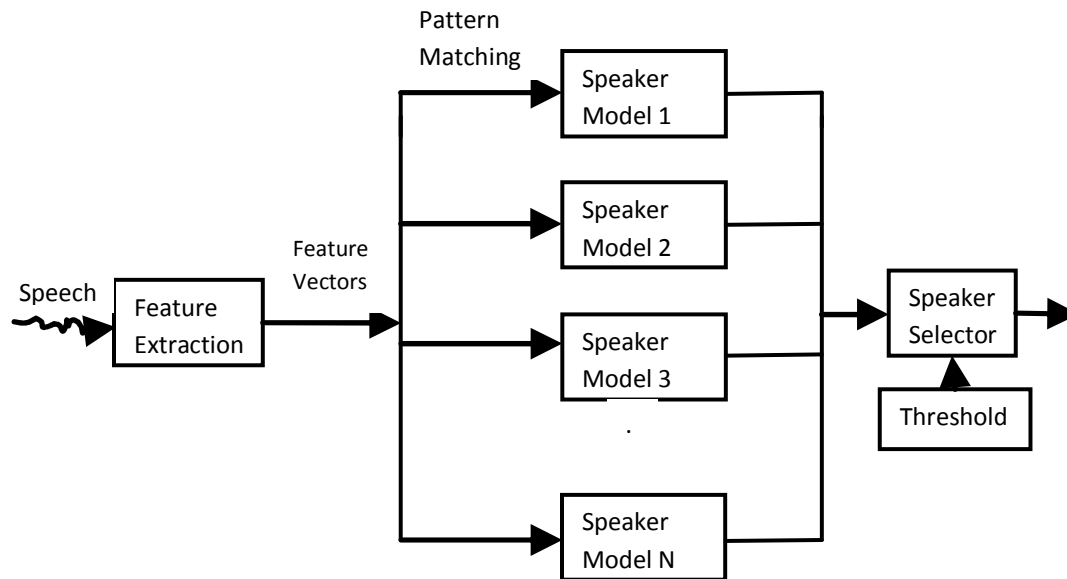 Pattern
Matching
Speaker
Model 1
Speaker
Model 2
Feature
Vectors
Speech
Feature
Extraction
Speaker
Model 3
.
Speaker
Selector
Threshold
Speaker
Model N